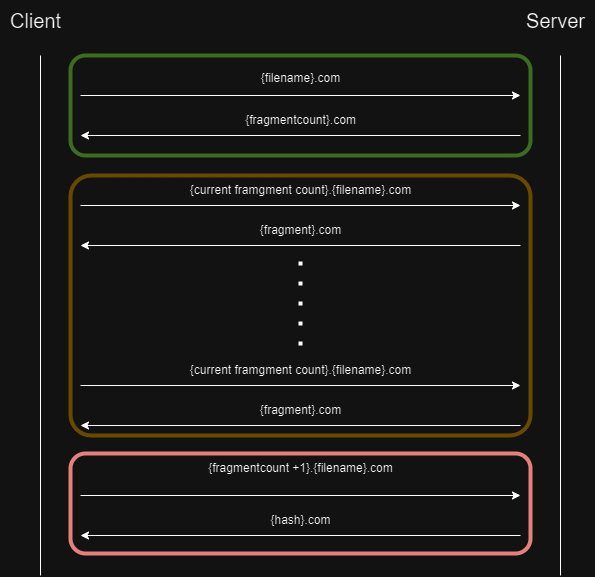 Client
Server
{filename}.com
{fragmentcount}.com
{current framgment count}.{filename}.com
{fragment}.com
{current framgment count}.{filename}.com
{fragment}.com
{fragmentcount +1}.{filename}.com
{hash}.com